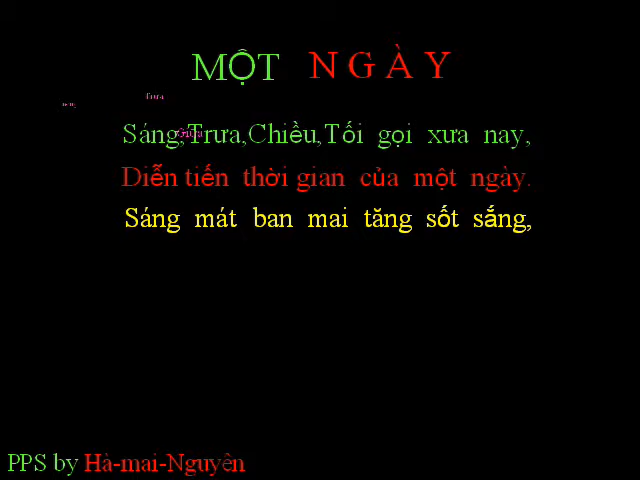 MỘT NGÀY
Trưa
Sáng,Trưa,Chiều,Tối gọi xưa nay,
Diễn tiến thời gian của một ngày.
Sáng mát ban mai tăng sốt sắng,
PPS by Hà-mai-Nguyên